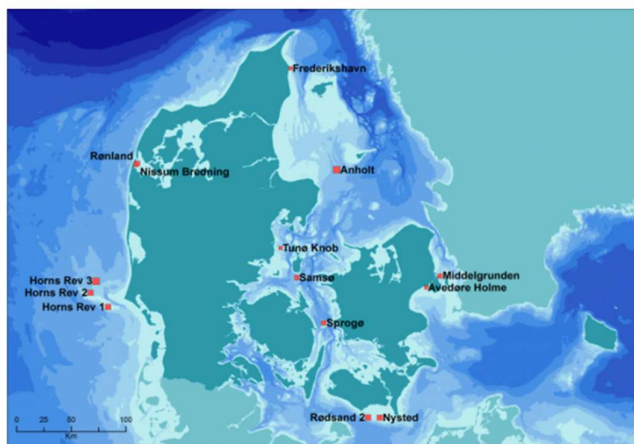 Frederikshavn
Rønland
Nissum Bredning
Anholt
Tunø Knob
Samsø
Middelgrunden
Avedøre Holme
Horns Rev 3
Horns Rev 2
Horns Rev 1
Sprogø
Rødsand 2
Nysted
0 25 50 100
Km